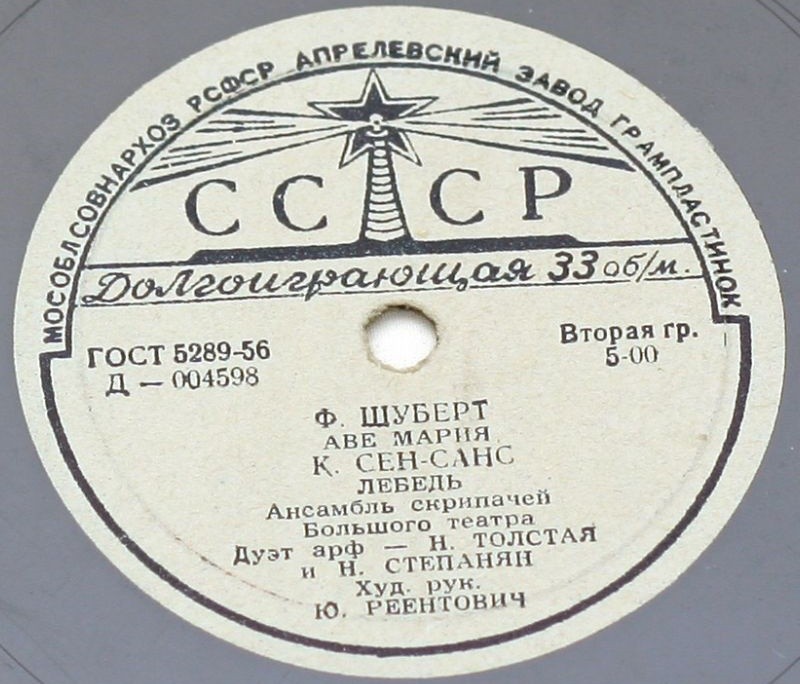 МОСОБЛСОВНАРХОЗ РСФСР АПРЕЛЕВСКИЙ ЗАВОД ГРАМПЛАСТИНОК
СССР
Долгоиграющая 33 об/м.
ГОСТ 5289-56
Д — 004598
Вторая гр.
5-00
Ф. ШУБЕРТ
АВЕ МАРИЯ
К. СЕН-САНС
ЛЕБЕДЬ
Ансамбль скрипачей
Большого театра
Дуэт арф — Н. ТОЛСТАЯ
и Н. СТЕПАНЯН
Худ. рук.
Ю. РЕЕНТОВИЧ